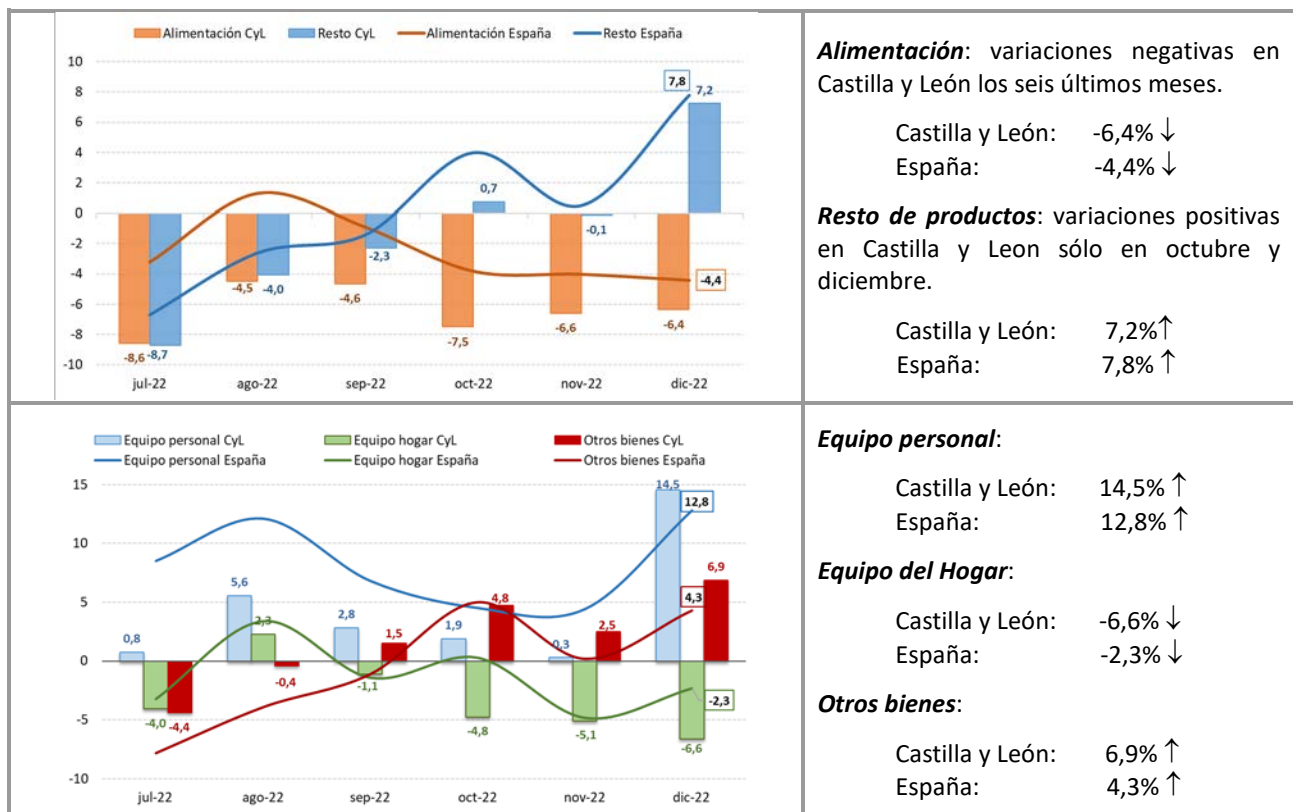 Alimentación CyL Resto CyL Alimentación España Resto España
10
8
6
4
2
0
-2
-4
-6
-8
-10
7,8
7,2
0,7
-0,1
-2,3
-4,5
-4,0
-4,6
-4,4
-8,6
-8,7
-7,5
-6,6
-6,4
jul-22 ago-22 sep-22 oct-22 nov-22 dic-22
Alimentación: variaciones negativas en
Castilla y León los seis últimos meses.
Castilla y León: -6,4% ↓
España: -4,4% ↓
Resto de productos: variaciones positivas
en Castilla y Leon sólo en octubre y
diciembre.
Castilla y León: 7,2% ↑
España: 7,8% ↑
Equipo personal CyL Equipo hogar CyL Otros bienes CyL
Equipo personal España Equipo hogar España Otros bienes España
15
10
5
0
-5
-10
14,5
12,8
0,8
5,6
2,3
2,8
1,5
1,9
4,8
0,3
2,5
6,9
4,3
-4,0
-4,4
-0,4
-1,1
-4,8
-5,1
-2,3
-6,6
jul-22 ago-22 sep-22 oct-22 nov-22 dic-22
Equipo personal:
Castilla y León: 14,5% ↑
España: 12,8% ↑
Equipo del Hogar:
Castilla y León: -6,6% ↓
España: -2,3% ↓
Otros bienes:
Castilla y León: 6,9% ↑
España: 4,3% ↑